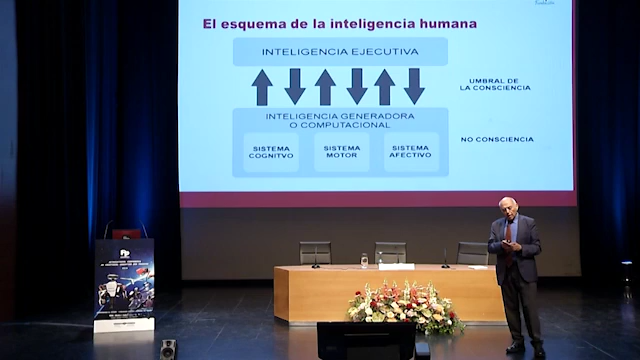 El esquema de la inteligencia humana
INTELIGENCIA EJECUTIVA
UMBRAL DE
LA CONSCIENCIA
INTELIGENCIA GENERADORA
O COMPUTACIONAL
NO CONSCIENCIA
SISTEMA
COGNITVO
SISTEMA
MOTOR
SISTEMA
AFECTIVO